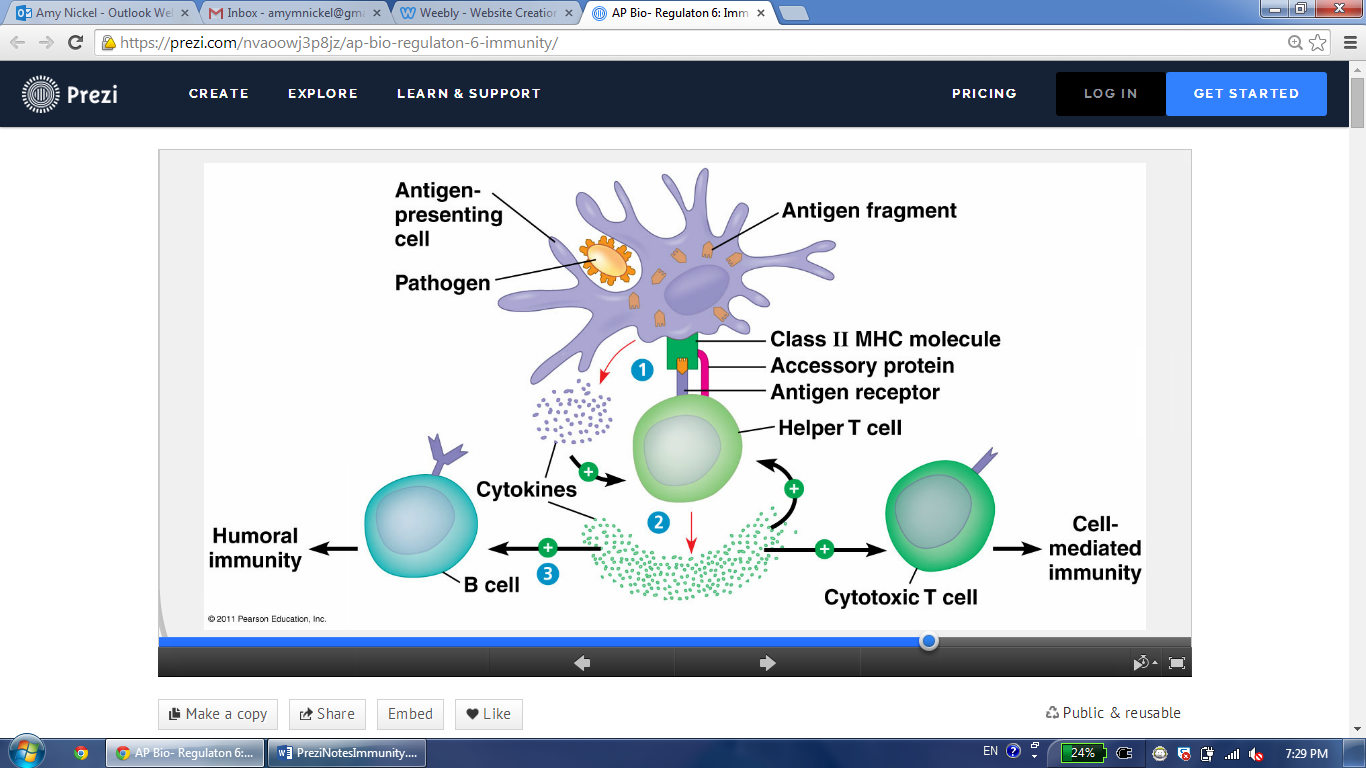 Amy Nickel - Outlook We
Inbox - amymnickel@gma
Weebly - Website Creation
AP Bio- Regulaton 6: Imm
https://prezi.com/nvaoowj3p8jz/ap-bio-regulaton-6-immunity/
Prezi
CREATE
EXPLORE
LEARN & SUPPORT
PRICING
LOG IN
GET STARTED
Antigen-
presenting
cell
Pathogen
Antigen fragment
Class II MHC molecule
Accessory protein
Antigen receptor
1
Helper T cell
+
Cytokines
+
2
Humoral
immunity
+
3
B cell
+
Cytotoxic T cell
Cell-
mediated
immunity
© 2011 Pearson Education, Inc.
Make a copy
Share
Embed
Like
Public & reusable
AP Bio- Regulaton 6:...
PreziNotesImmunity....
EN
24%
7:29 PM